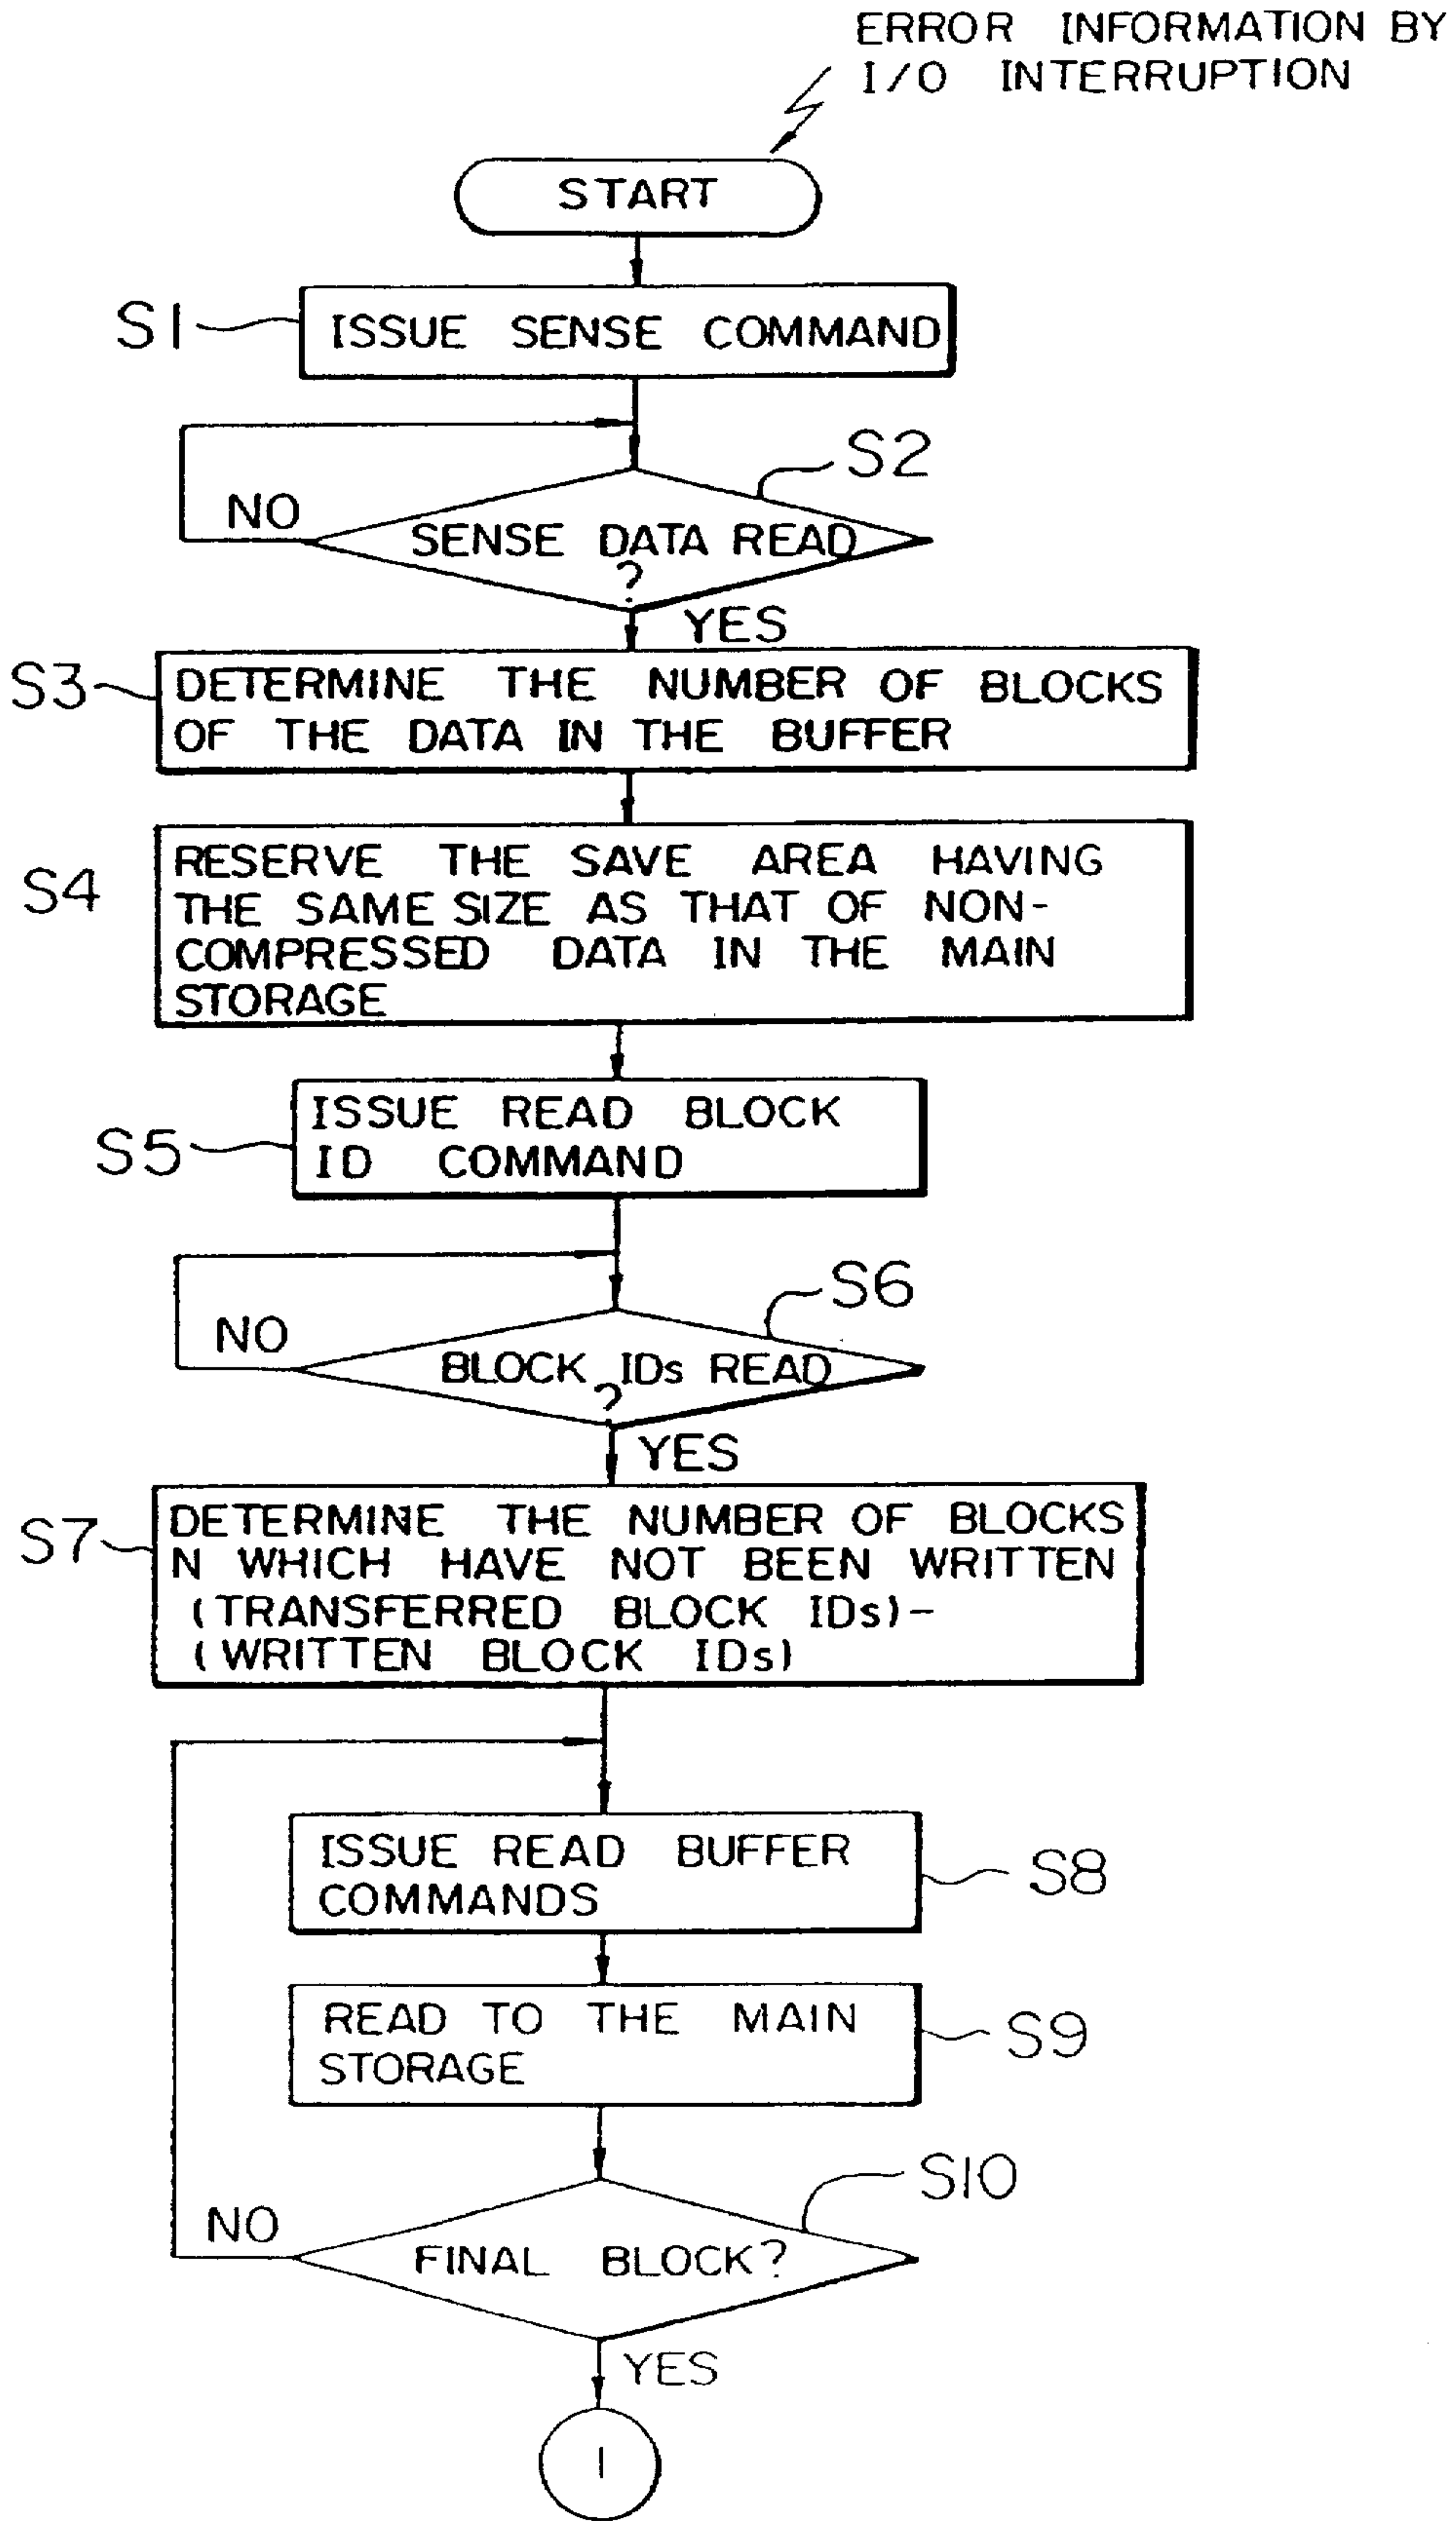 ERROR INFORMATION BY
I/O INTERRUPTION
START
S1
ISSUE SENSE COMMAND
S2
NO
SENSE DATA READ
?
YES
S3
DETERMINE THE NUMBER OF BLOCKS
OF THE DATA IN THE BUFFER
S4
RESERVE THE SAVE AREA HAVING
THE SAME SIZE AS THAT OF NON-
COMPRESSED DATA IN THE MAIN
STORAGE
S5
ISSUE READ BLOCK
ID COMMAND
S6
NO
BLOCK IDs READ
?
YES
S7
DETERMINE THE NUMBER OF BLOCKS
N WHICH HAVE NOT BEEN WRITTEN
(TRANSFERRED BLOCK IDs)-
(WRITTEN BLOCK IDs)
ISSUE READ BUFFER
COMMANDS
S8
READ TO THE MAIN
STORAGE
S9
S10
NO
FINAL BLOCK?
YES
1